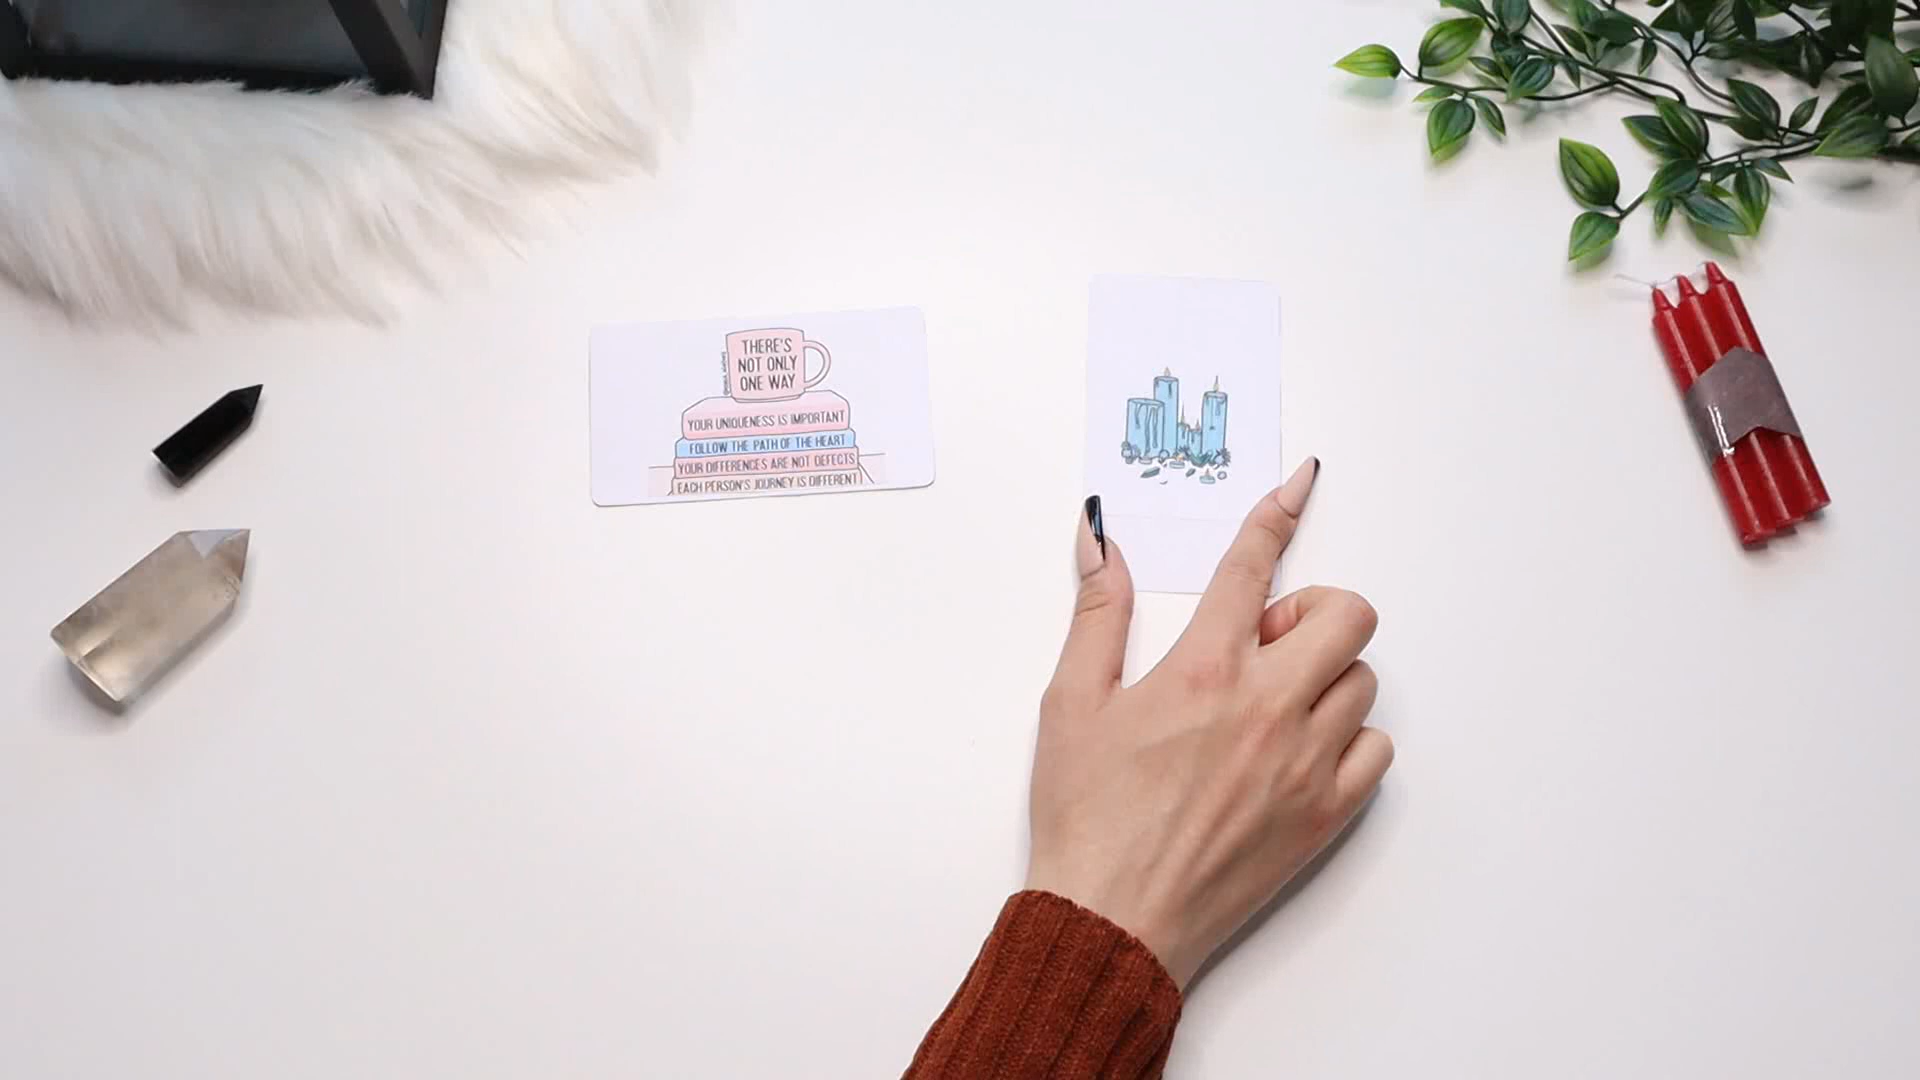 THERE'S
NOT ONLY
ONE WAY
YOUR UNIQUENESS IS IMPORTANT
FOLLOW THE PATH OF THE HEART
YOUR DIFFERENCES ARE NOT DEFECTS
EACH PERSON'S JOURNEY IS DIFFERENT